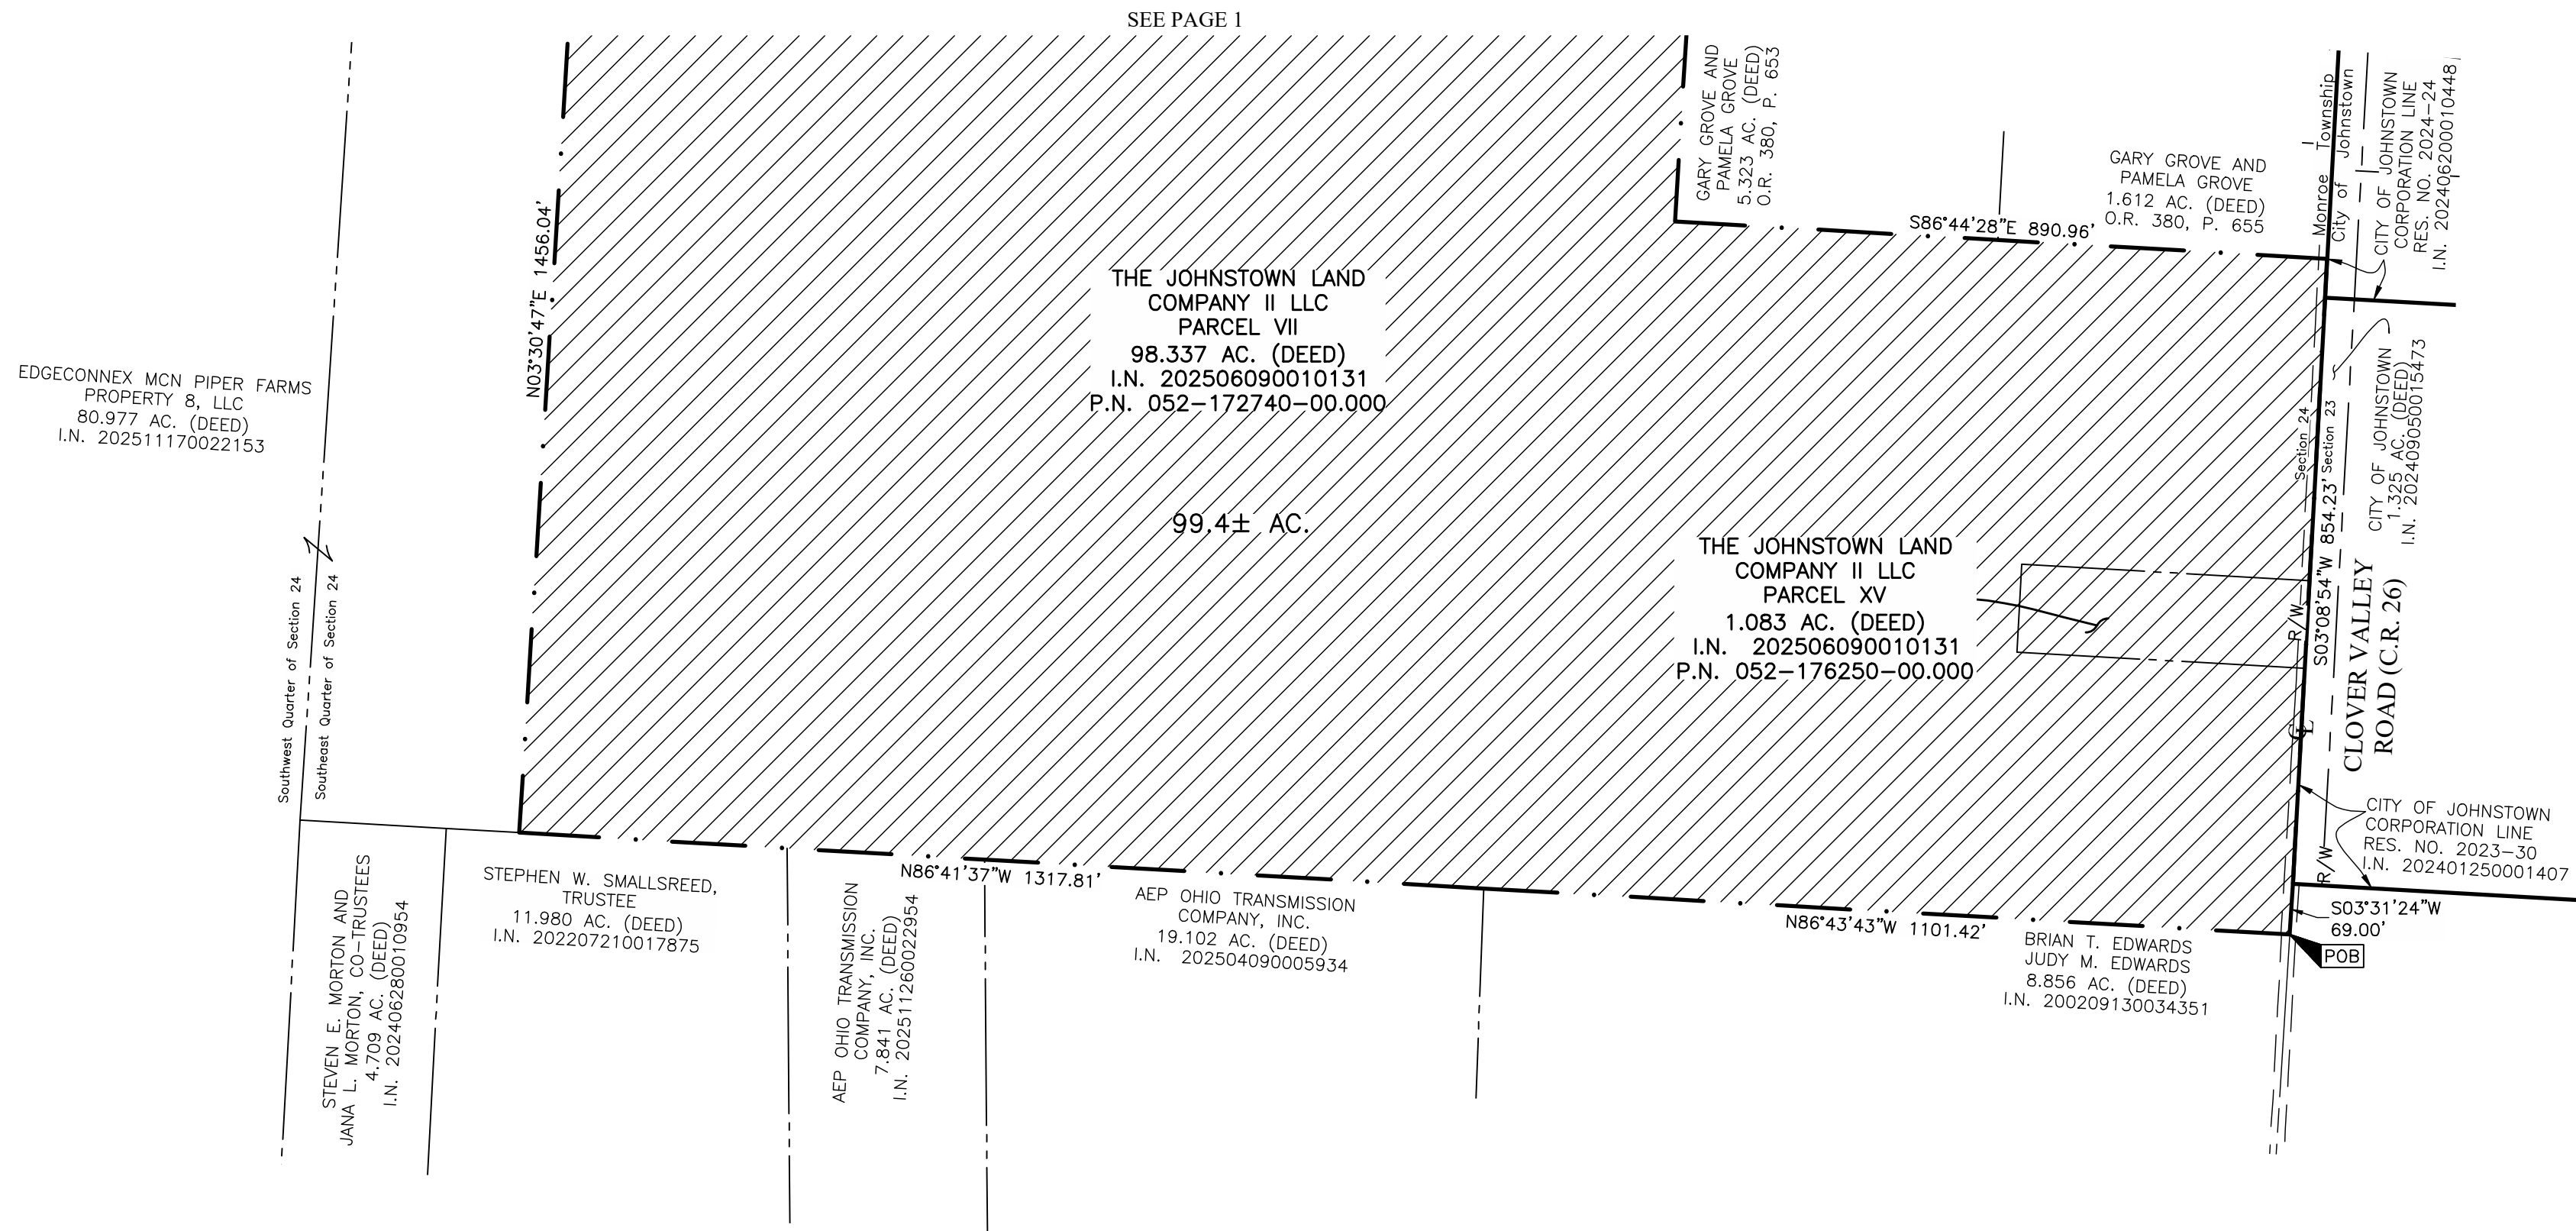 SEE PAGE 1
GARY GROVE AND
PAMELA GROVE
5.323 AC. (DEED)
O.R. 380, P. 653
GARY GROVE AND
PAMELA GROVE
1.612 AC. (DEED)
O.R. 380, P. 655
Monroe Township
City of Johnstown
CITY OF JOHNSTOWN
CORPORATION LINE
RES. NO. 2024-24
I.N. 202406200010448
S86°44'28"E 890.96'
N03°30'47"E 1456.04'
THE JOHNSTOWN LAND
COMPANY II LLC
PARCEL VII
98.337 AC. (DEED)
I.N. 202506090010131
P.N. 052-172740-00.000
EDGECONNEX MCN PIPER FARMS
PROPERTY 8, LLC
80.977 AC. (DEED)
I.N. 202511170022153
99.4± AC.
Section 24
Section 23
S03°08'54"W 854.23'
CITY OF JOHNSTOWN
1.325 AC. (DEED)
I.N. 202409050015473
THE JOHNSTOWN LAND
COMPANY II LLC
PARCEL XV
1.083 AC. (DEED)
I.N. 202506090010131
P.N. 052-176250-00.000
R/W
CLOVER VALLEY
ROAD (C.R. 26)
Southwest Quarter of Section 24
Southeast Quarter of Section 24
CITY OF JOHNSTOWN
CORPORATION LINE
RES. NO. 2023-30
I.N. 202401250001407
R/W
S03°31'24"W
69.00'
POB
STEVEN E. MORTON AND
JANA L. MORTON, CO-TRUSTEES
4.709 AC. (DEED)
I.N. 202406280010954
STEPHEN W. SMALLSREED,
TRUSTEE
11.980 AC. (DEED)
I.N. 202207210017875
N86°41'37"W 1317.81'
AEP OHIO TRANSMISSION
COMPANY, INC.
7.841 AC. (DEED)
I.N. 202511260022954
AEP OHIO TRANSMISSION
COMPANY, INC.
19.102 AC. (DEED)
I.N. 202504090005934
N86°43'43"W 1101.42'
BRIAN T. EDWARDS
JUDY M. EDWARDS
8.856 AC. (DEED)
I.N. 200209130034351